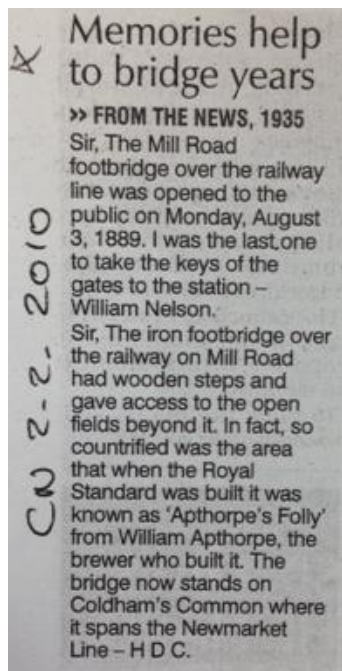 Memories help
to bridge years
>> FROM THE NEWS, 1935
Sir, The Mill Road
footbridge over the railway
line was opened to the
public on Monday, August
3, 1889. I was the last one
to take the keys of the
gates to the station –
William Nelson.
Sir, The iron footbridge over
the railway on Mill Road
had wooden steps and
gave access to the open
fields beyond it. In fact, so
countrified was the area
that when the Royal
Standard was built it was
known as ‘Apthorpe’s Folly’
from William Apthorpe, the
brewer who built it. The
bridge now stands on
Coldham’s Common where
it spans the Newmarket
Line – H D C.
CN 2-2-2010